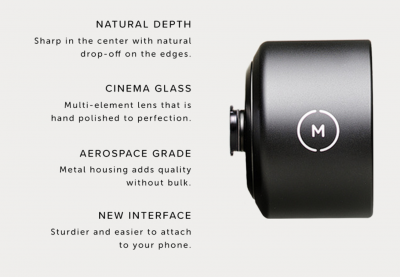 NATURAL DEPTH
Sharp in the center with natural
drop-off on the edges.
CINEMA GLASS
Multi-element lens that is
hand polished to perfection.
AEROSPACE GRADE
Metal housing adds quality
without bulk.
NEW INTERFACE
Sturdier and easier to attach
to your phone.
M